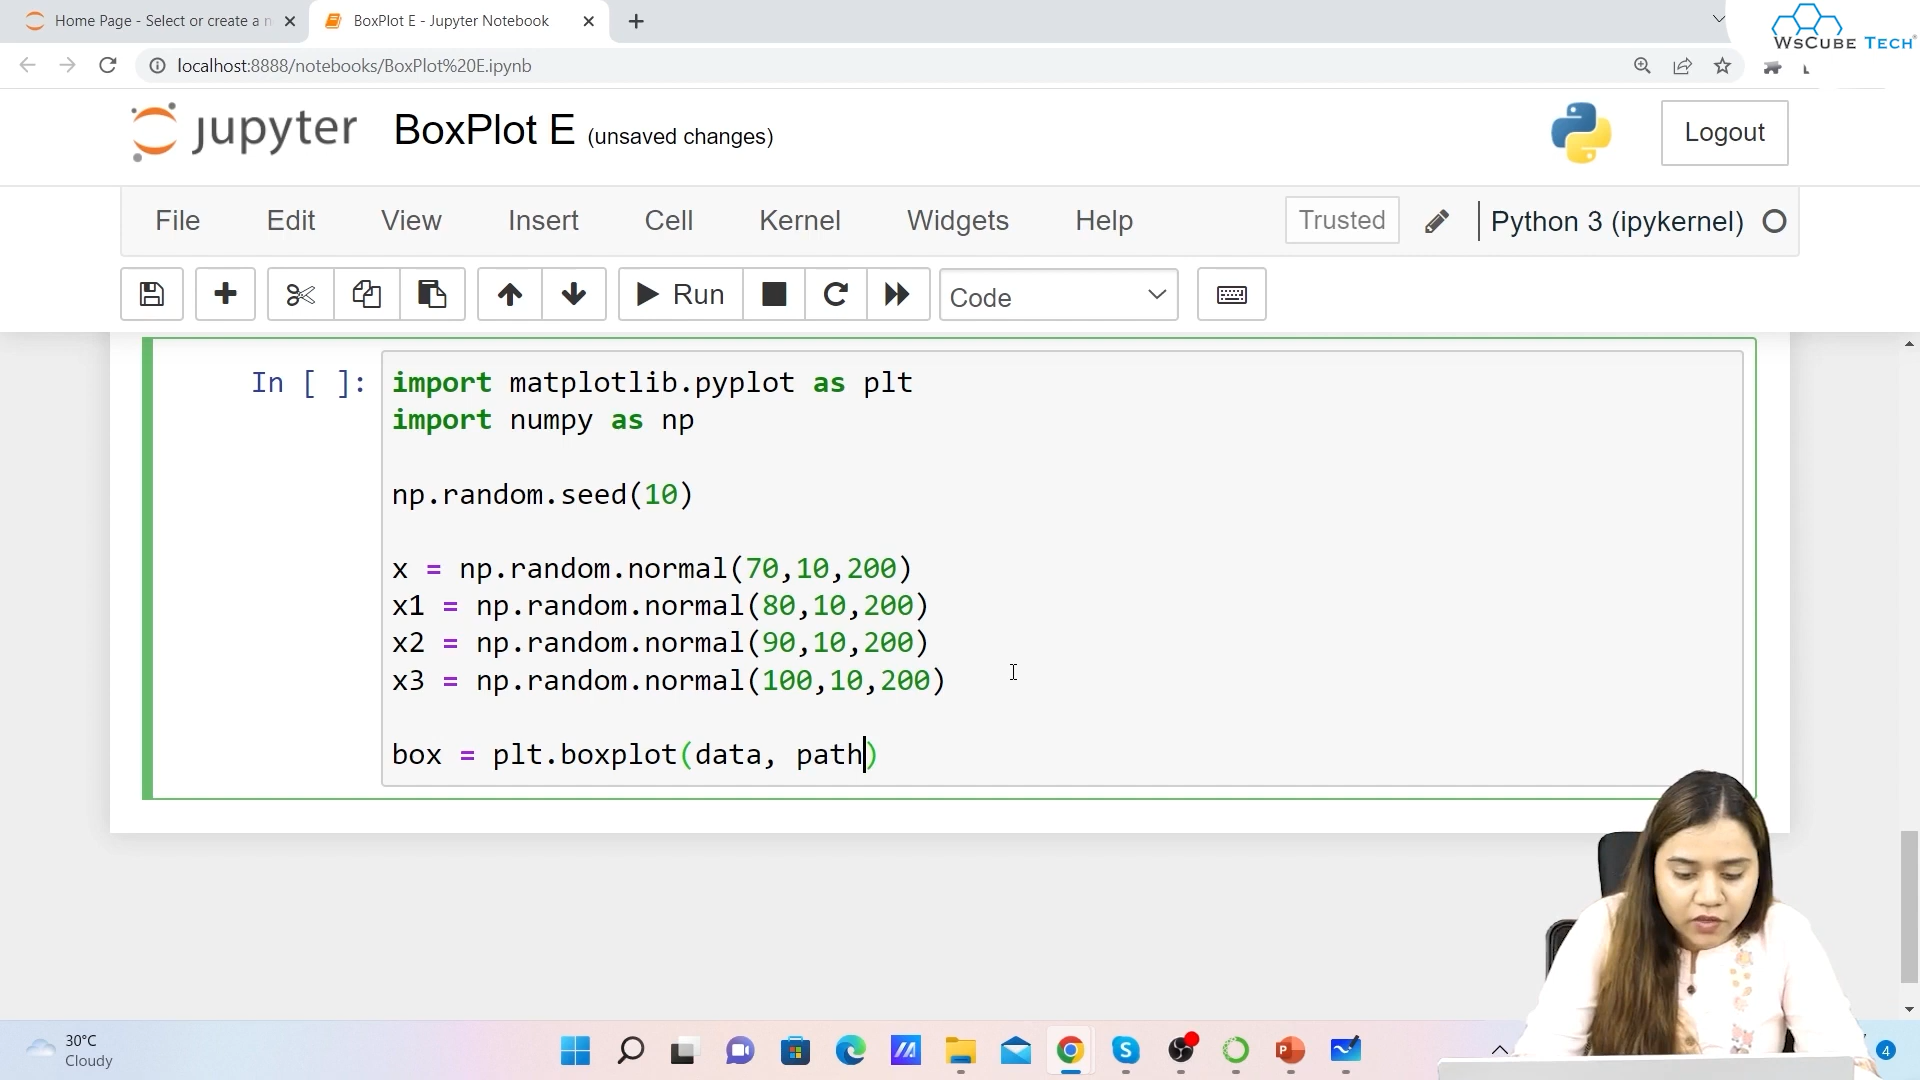 Home Page - Select or create a n
BoxPlot E - Jupyter Notebook
WsCube Tech
localhost:8888/notebooks/BoxPlot%20E.ipynb
jupyter BoxPlot E (unsaved changes)
Logout
File Edit View Insert Cell Kernel Widgets Help Trusted Python 3 (ipykernel)
Run Code
In [ ]: import matplotlib.pyplot as plt
import numpy as np
np.random.seed(10)
x = np.random.normal(70,10,200)
x1 = np.random.normal(80,10,200)
x2 = np.random.normal(90,10,200)
x3 = np.random.normal(100,10,200)
box = plt.boxplot(data, path)
30°C
Cloudy
4